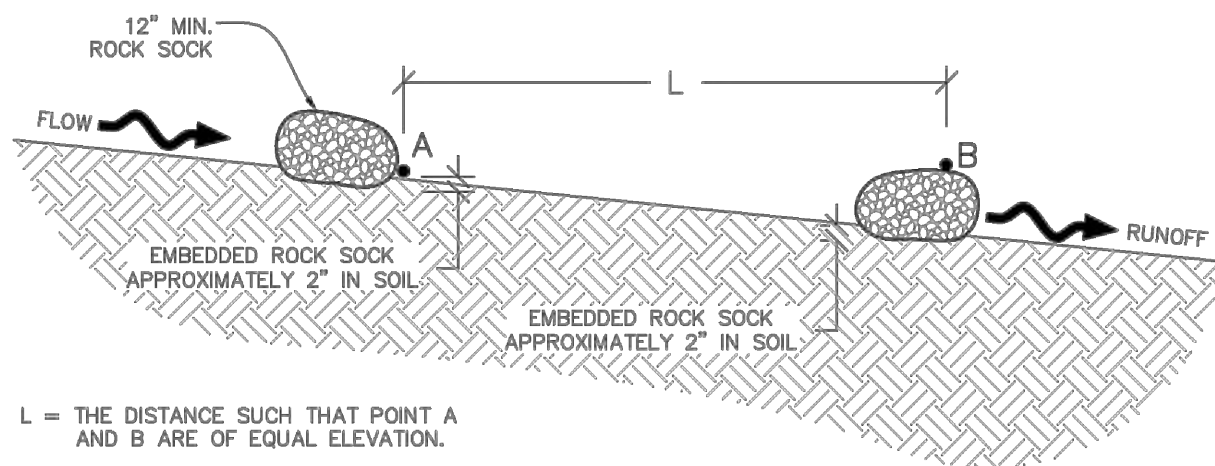 12" MIN.
ROCK SOCK
L
FLOW
A
B
RUNOFF
EMBEDDED ROCK SOCK
APPROXIMATELY 2" IN SOIL
EMBEDDED ROCK SOCK
APPROXIMATELY 2" IN SOIL
L = THE DISTANCE SUCH THAT POINT A
AND B ARE OF EQUAL ELEVATION.